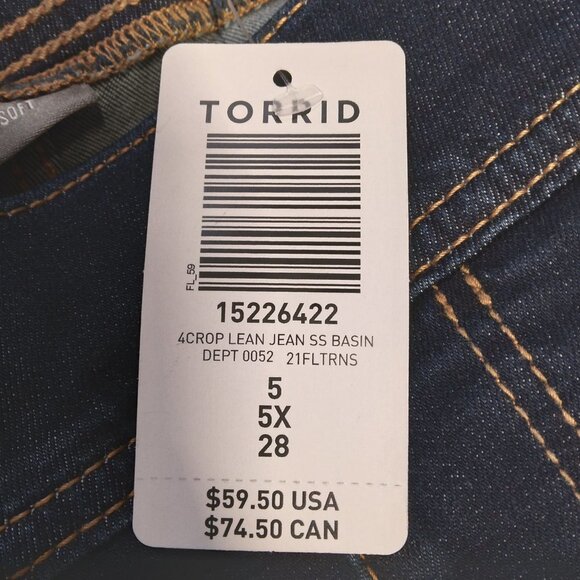 SOFT
TORRID
FL_59
15226422
4CROP LEAN JEAN SS BASIN
DEPT 0052 21FLTRNS
5
5X
28
$59.50 USA
$74.50 CAN